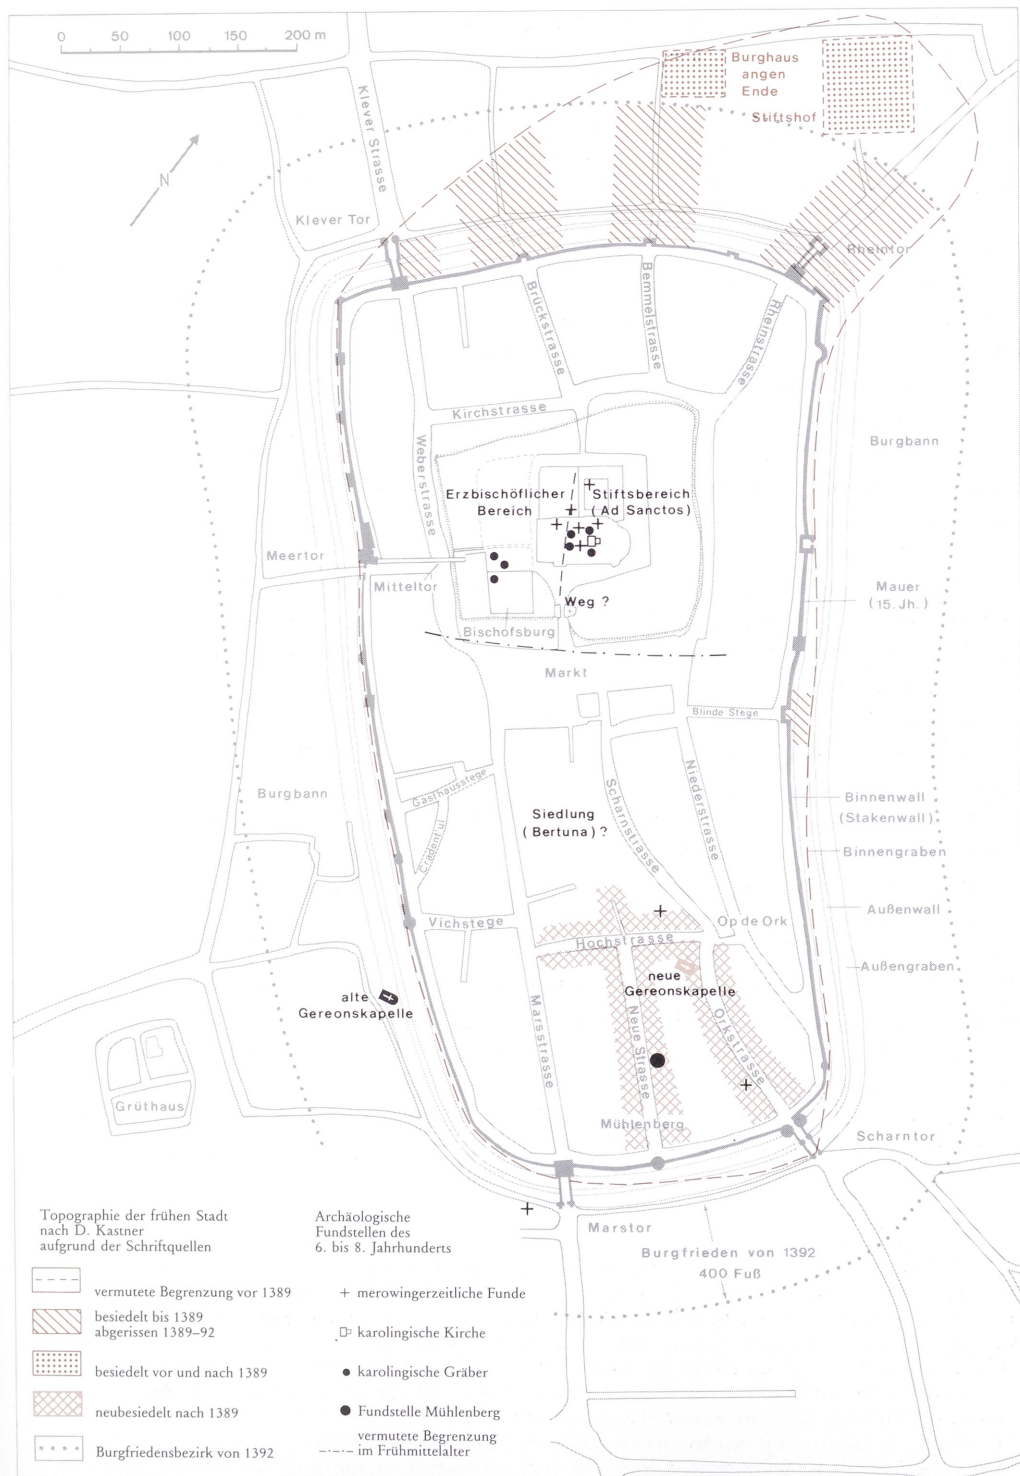 0 50 100 150 200 m
Burghaus
angen
Ende
Stiftshof
Klever Strasse
N
Klever Tor
Rheintor
Brückstrasse
Bemmelstrasse
Rheinstrasse
Kirchstrasse
Weberstrasse
Burgbann
Erzbischöflicher
Bereich
Stiftsbereich
(Ad Sanctos)
Meertor
Mitteltor
Weg ?
Mauer
(15. Jh.)
Bischofsburg
Markt
Blinde Stege
Niederstrasse
Scharnstrasse
Gasthausstege
Cradent'ul
Burgbann
Siedlung
(Bertuna) ?
Binnenwall
(Stakenwall)
Binnengraben
Außenwall
Außengraben
Vichstege
Op de Ork
Hochstrasse
neue
Gereonskapelle
alte
Gereonskapelle
Marsstrasse
Neue Strasse
Orkstrasse
Grüthaus
Mühlenberg
Scharntor
Marstor
Burgfrieden von 1392
400 Fuß
Topographie der frühen Stadt
nach D. Kastner
aufgrund der Schriftquellen
vermutete Begrenzung vor 1389
besiedelt bis 1389
abgerissen 1389–92
besiedelt vor und nach 1389
neubesiedelt nach 1389
Burgfriedensbezirk von 1392
Archäologische
Fundstellen des
6. bis 8. Jahrhunderts
merowingerzeitliche Funde
karolingische Kirche
karolingische Gräber
Fundstelle Mühlenberg
vermutete Begrenzung
im Frühmittelalter